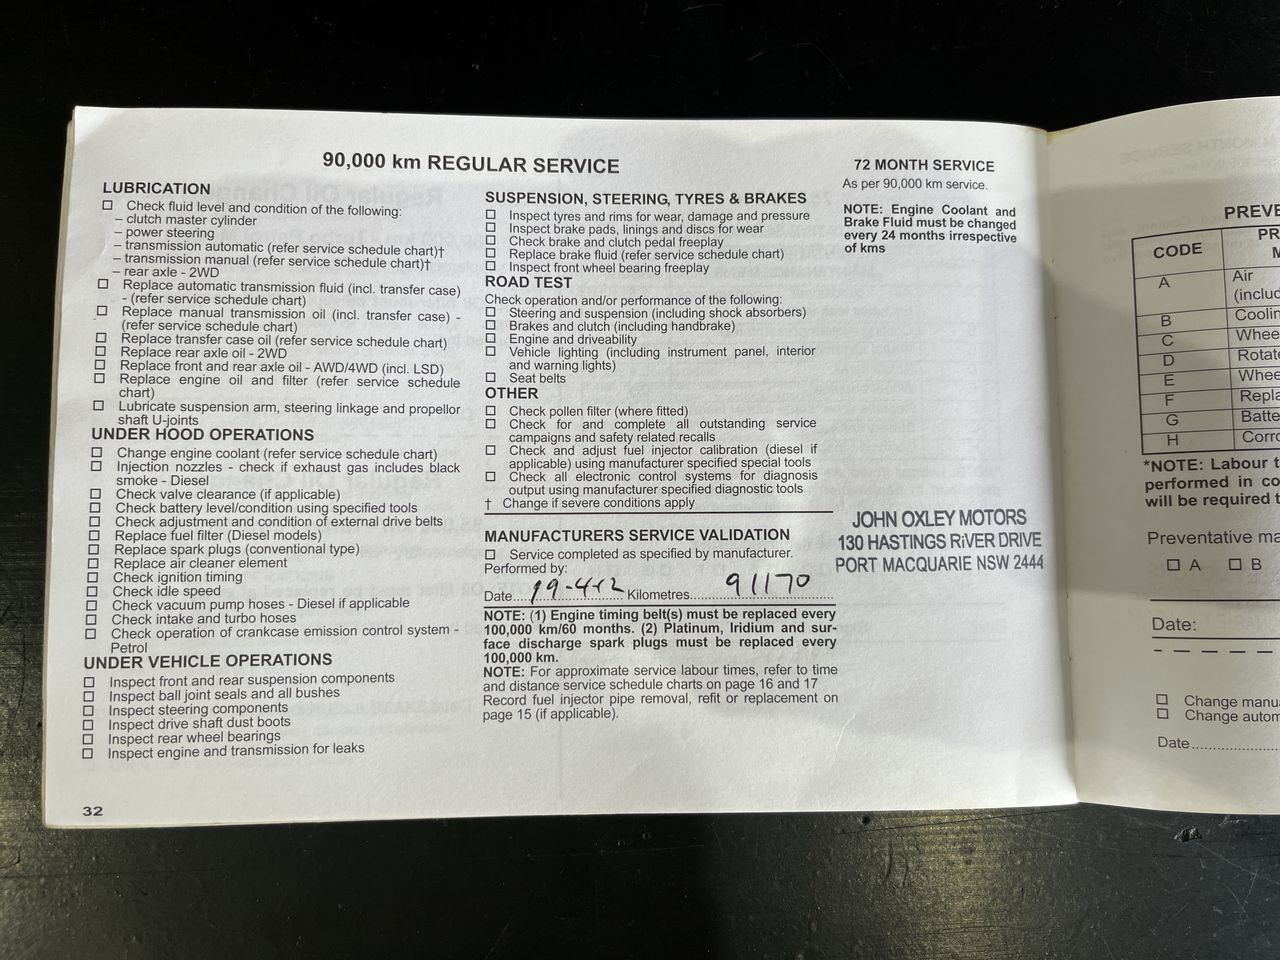 90,000 km REGULAR SERVICE
LUBRICATION
Check fluid level and condition of the following:
– clutch master cylinder
– power steering
– transmission automatic (refer service schedule chart)†
– transmission manual (refer service schedule chart)†
– rear axle - 2WD
Replace automatic transmission fluid (incl. transfer case)
- (refer service schedule chart)
Replace manual transmission oil (incl. transfer case) -
(refer service schedule chart)
Replace transfer case oil (refer service schedule chart)
Replace rear axle oil - 2WD
Replace front and rear axle oil - AWD/4WD (incl. LSD)
Replace engine oil and filter (refer service schedule
chart)
Lubricate suspension arm, steering linkage and propellor
shaft U-joints
UNDER HOOD OPERATIONS
Change engine coolant (refer service schedule chart)
Injection nozzles - check if exhaust gas includes black
smoke - Diesel
Check valve clearance (if applicable)
Check battery level/condition using specified tools
Check adjustment and condition of external drive belts
Replace fuel filter (Diesel models)
Replace spark plugs (conventional type)
Replace air cleaner element
Check ignition timing
Check idle speed
Check vacuum pump hoses - Diesel if applicable
Check intake and turbo hoses
Check operation of crankcase emission control system -
Petrol
UNDER VEHICLE OPERATIONS
Inspect front and rear suspension components
Inspect ball joint seals and all bushes
Inspect steering components
Inspect drive shaft dust boots
Inspect rear wheel bearings
Inspect engine and transmission for leaks
32
SUSPENSION, STEERING, TYRES & BRAKES
Inspect tyres and rims for wear, damage and pressure
Inspect brake pads, linings and discs for wear
Check brake and clutch pedal freeplay
Replace brake fluid (refer service schedule chart)
Inspect front wheel bearing freeplay
ROAD TEST
Check operation and/or performance of the following:
Steering and suspension (including shock absorbers)
Brakes and clutch (including handbrake)
Engine and driveability
Vehicle lighting (including instrument panel, interior
and warning lights)
Seat belts
OTHER
Check pollen filter (where fitted)
Check for and complete all outstanding service
campaigns and safety related recalls
Check and adjust fuel injector calibration (diesel if
applicable) using manufacturer specified special tools
Check all electronic control systems for diagnosis
output using manufacturer specified diagnostic tools
† Change if severe conditions apply
MANUFACTURERS SERVICE VALIDATION
Service completed as specified by manufacturer.
Performed by:
Date....19-4-12 Kilometres........91170
NOTE: (1) Engine timing belt(s) must be replaced every
100,000 km/60 months. (2) Platinum, Iridium and sur-
face discharge spark plugs must be replaced every
100,000 km.
NOTE: For approximate service labour times, refer to time
and distance service schedule charts on page 16 and 17
Record fuel injector pipe removal, refit or replacement on
page 15 (if applicable).
72 MONTH SERVICE
As per 90,000 km service.
NOTE: Engine Coolant and
Brake Fluid must be changed
every 24 months irrespective
of kms
JOHN OXLEY MOTORS
130 HASTINGS RIVER DRIVE
PORT MACQUARIE NSW 2444
PREVE
CODE PR
M
A Air
(includ
B Coolin
C Whee
D Rotat
E Whee
F Repla
G Batte
H Corro
*NOTE: Labour t
performed in co
will be required t
Preventative ma
A B
Date:
Change manu
Change autom
Date